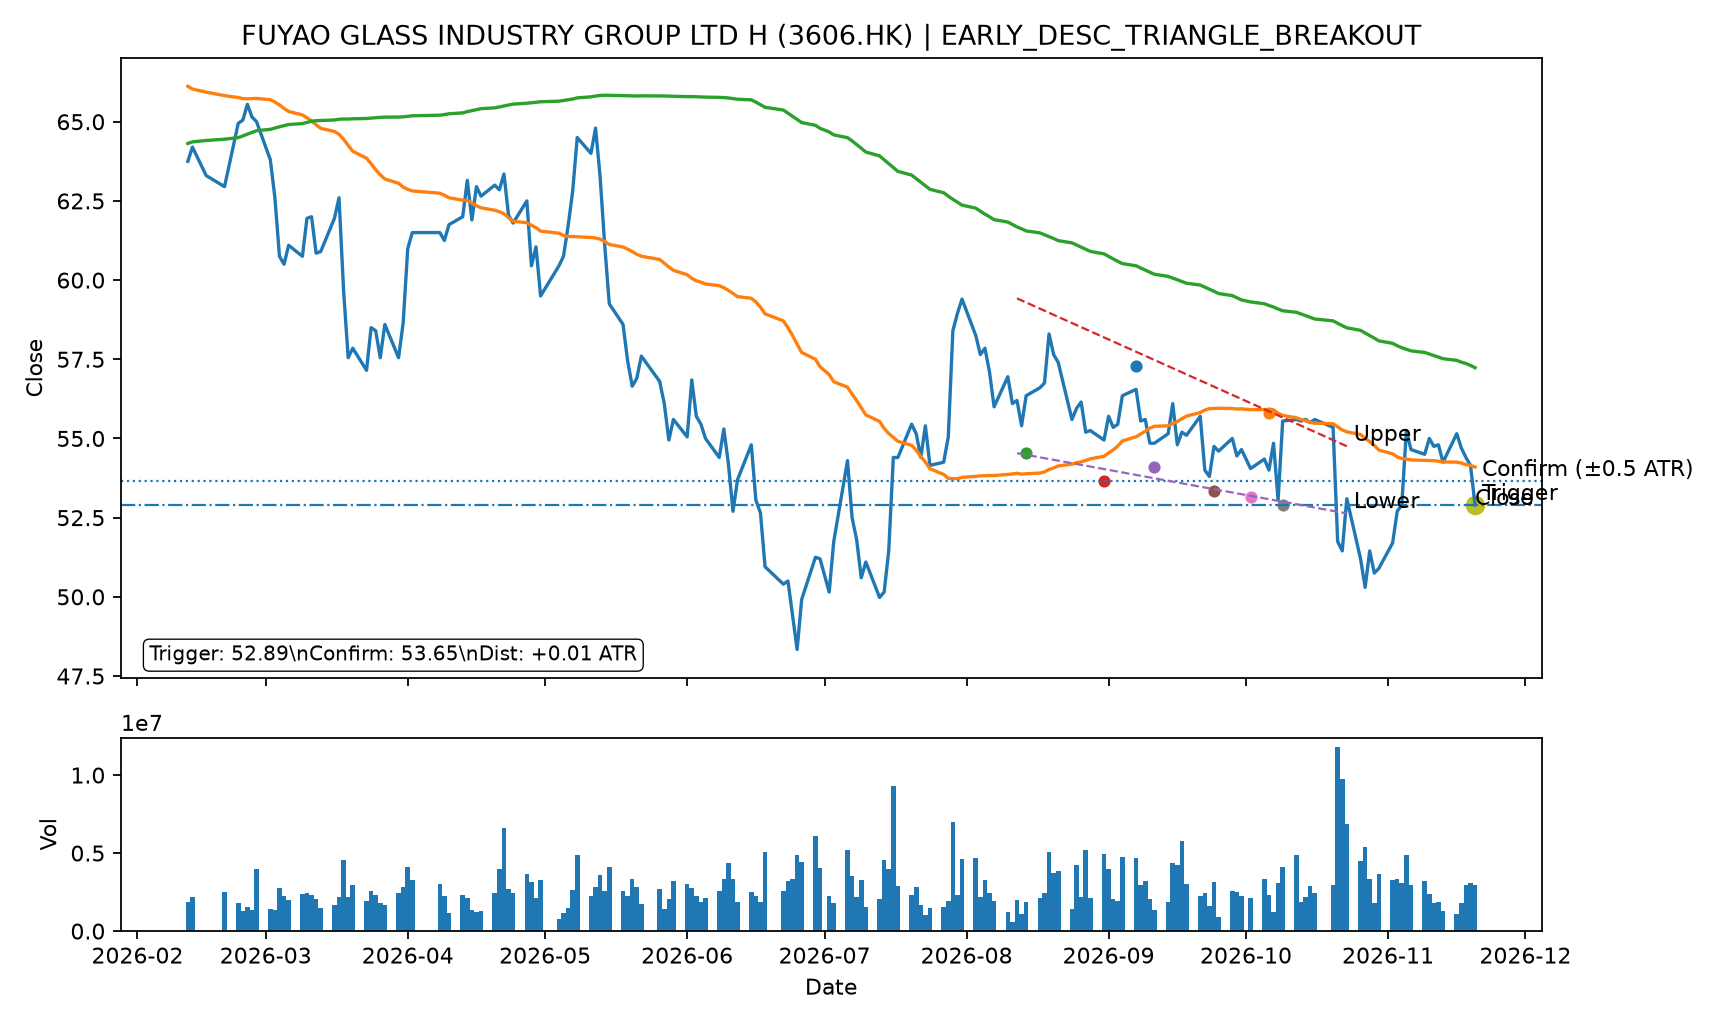 FUYAO GLASS INDUSTRY GROUP LTD H (3606.HK) | EARLY_DESC_TRIANGLE_BREAKOUT
Close
65.0
62.5
60.0
57.5
55.0
52.5
50.0
47.5
Upper
Lower
Confirm (±0.5 ATR)
Trigger
Close
Trigger: 52.89\nConfirm: 53.65\nDist: +0.01 ATR
1e7
Vol
1.0
0.5
0.0
2026-02 2026-03 2026-04 2026-05 2026-06 2026-07 2026-08 2026-09 2026-10 2026-11 2026-12
Date